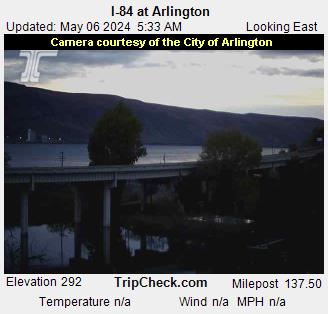 I-84 at Arlington
Updated: May 06 2024 5:33 AM Looking East
Camera courtesy of the City of Arlington
Elevation 292 TripCheck.com Milepost 137.50
Temperature n/a Wind n/a MPH n/a